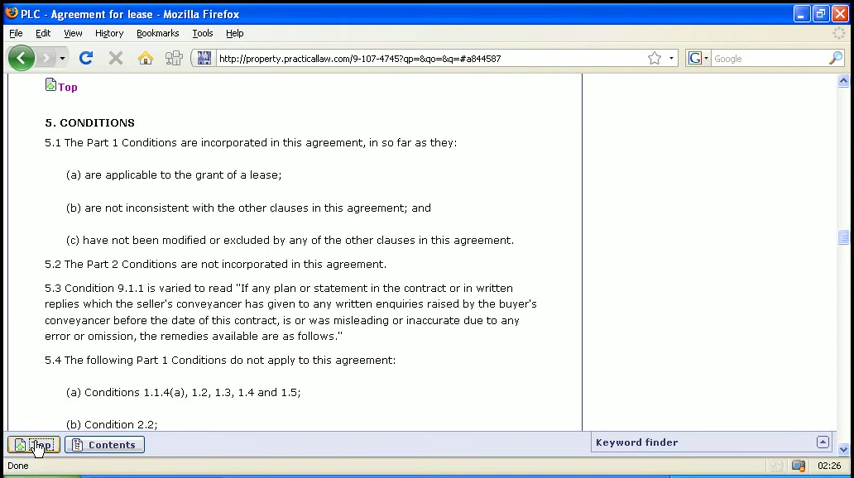 PLC - Agreement for lease - Mozilla Firefox
File Edit View History Bookmarks Tools Help
http://property.practicallaw.com/9-107-4745?qp=&qo=&q=#a844587
Google
Top
5. CONDITIONS
5.1 The Part 1 Conditions are incorporated in this agreement, in so far as they:
(a) are applicable to the grant of a lease;
(b) are not inconsistent with the other clauses in this agreement; and
(c) have not been modified or excluded by any of the other clauses in this agreement.
5.2 The Part 2 Conditions are not incorporated in this agreement.
5.3 Condition 9.1.1 is varied to read "If any plan or statement in the contract or in written
replies which the seller's conveyancer has given to any written enquiries raised by the buyer's
conveyancer before the date of this contract, is or was misleading or inaccurate due to any
error or omission, the remedies available are as follows."
5.4 The following Part 1 Conditions do not apply to this agreement:
(a) Conditions 1.1.4(a), 1.2, 1.3, 1.4 and 1.5;
(b) Condition 2.2;
Top Contents Keyword finder
Done 02:26